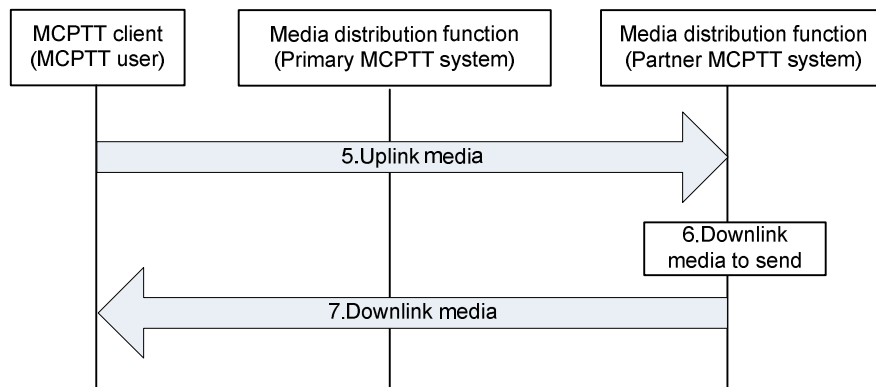 MCPTT client
(MCPTT user)
Media distribution function
(Primary MCPTT system)
Media distribution function
(Partner MCPTT system)
5.Uplink media
6.Downlink
media to send
7.Downlink media